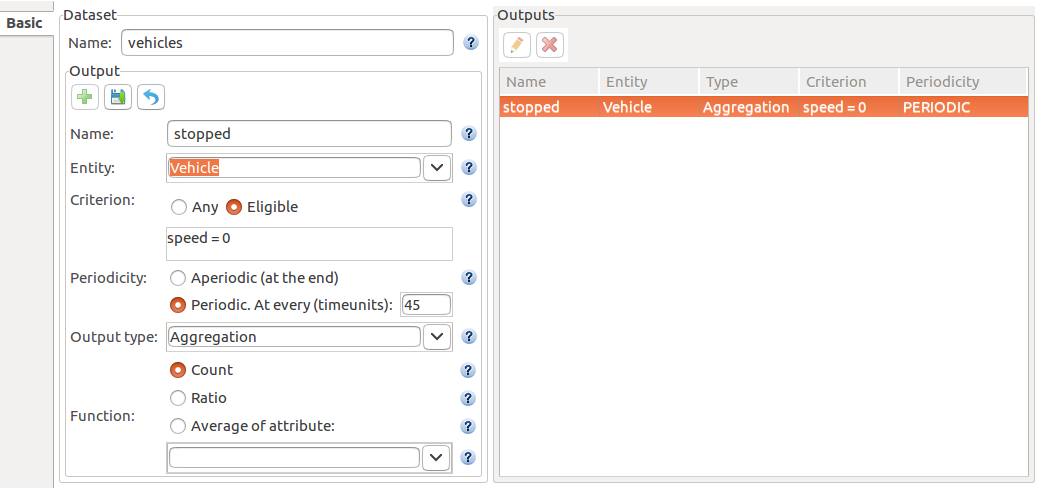 Basic
Dataset
Name: vehicles
Output
Name: stopped
Entity: Vehicle
Criterion: Any Eligible
speed = 0
Periodicity: Aperiodic (at the end)
Periodic. At every (timeunits): 45
Output type: Aggregation
Count
Ratio
Function:
Average of attribute:
Outputs
Name Entity Type Criterion Periodicity
stopped Vehicle Aggregation speed = 0 PERIODIC